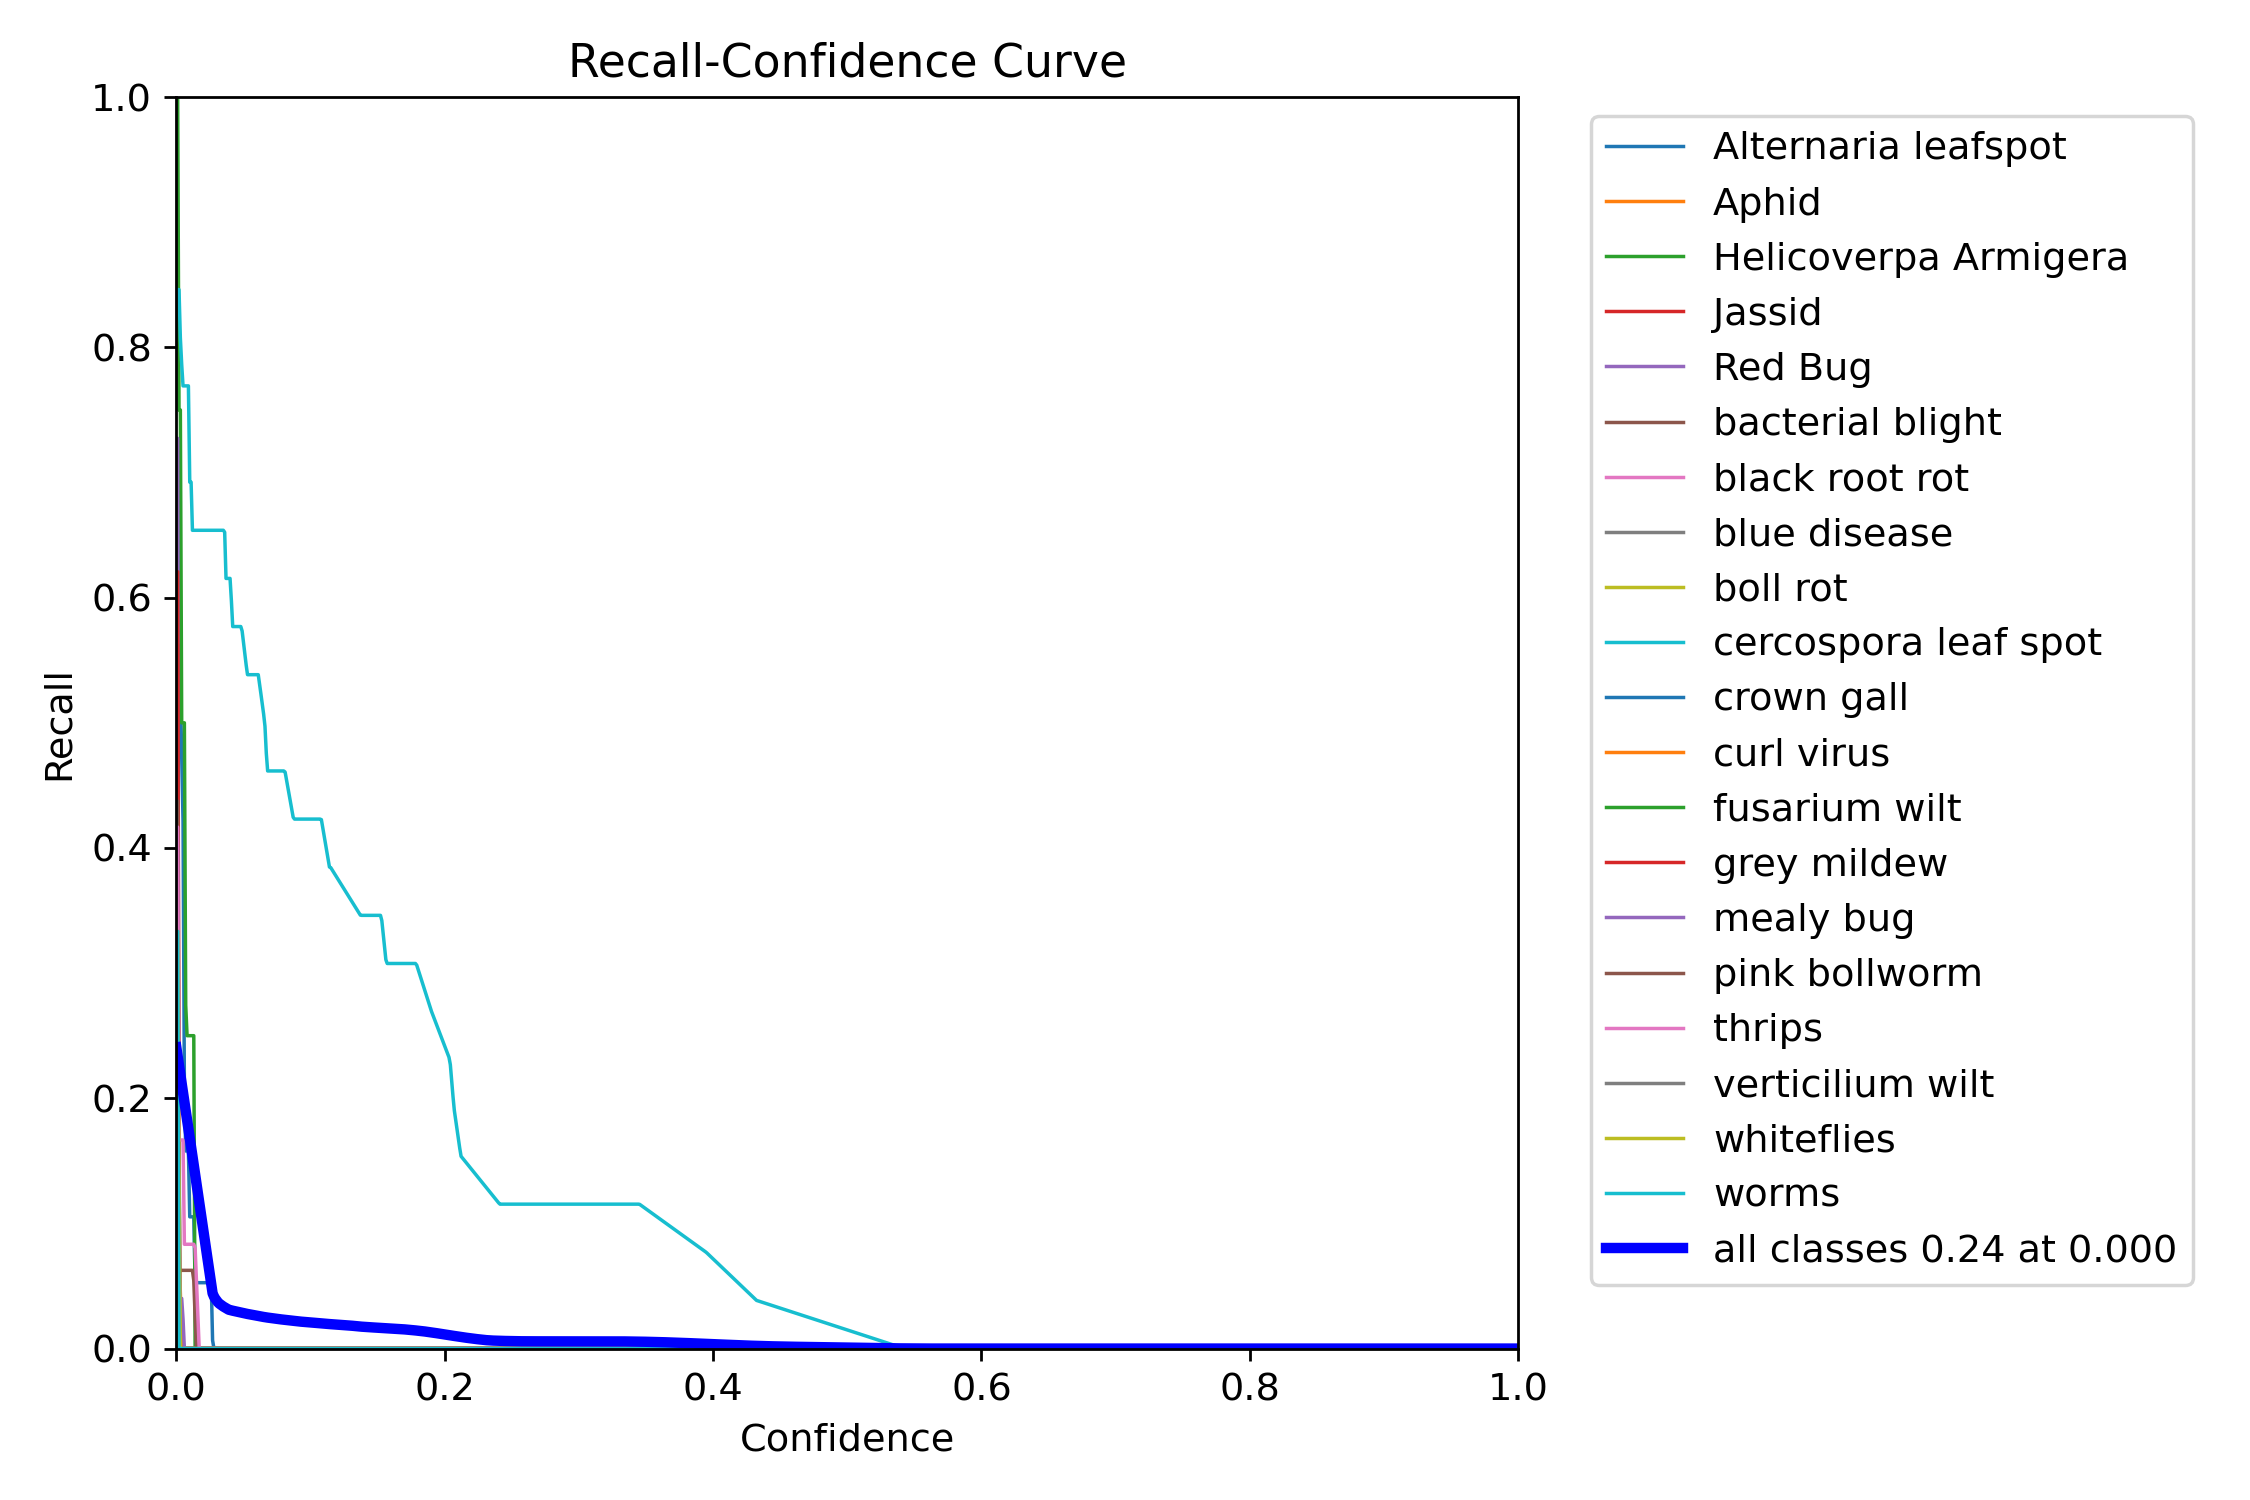 Recall-Confidence Curve
1.0
0.8
0.6
0.4
0.2
0.0
Recall
0.0 0.2 0.4 0.6 0.8 1.0
Confidence
Alternaria leafspot
Aphid
Helicoverpa Armigera
Jassid
Red Bug
bacterial blight
black root rot
blue disease
boll rot
cercospora leaf spot
crown gall
curl virus
fusarium wilt
grey mildew
mealy bug
pink bollworm
thrips
verticilium wilt
whiteflies
worms
all classes 0.24 at 0.000